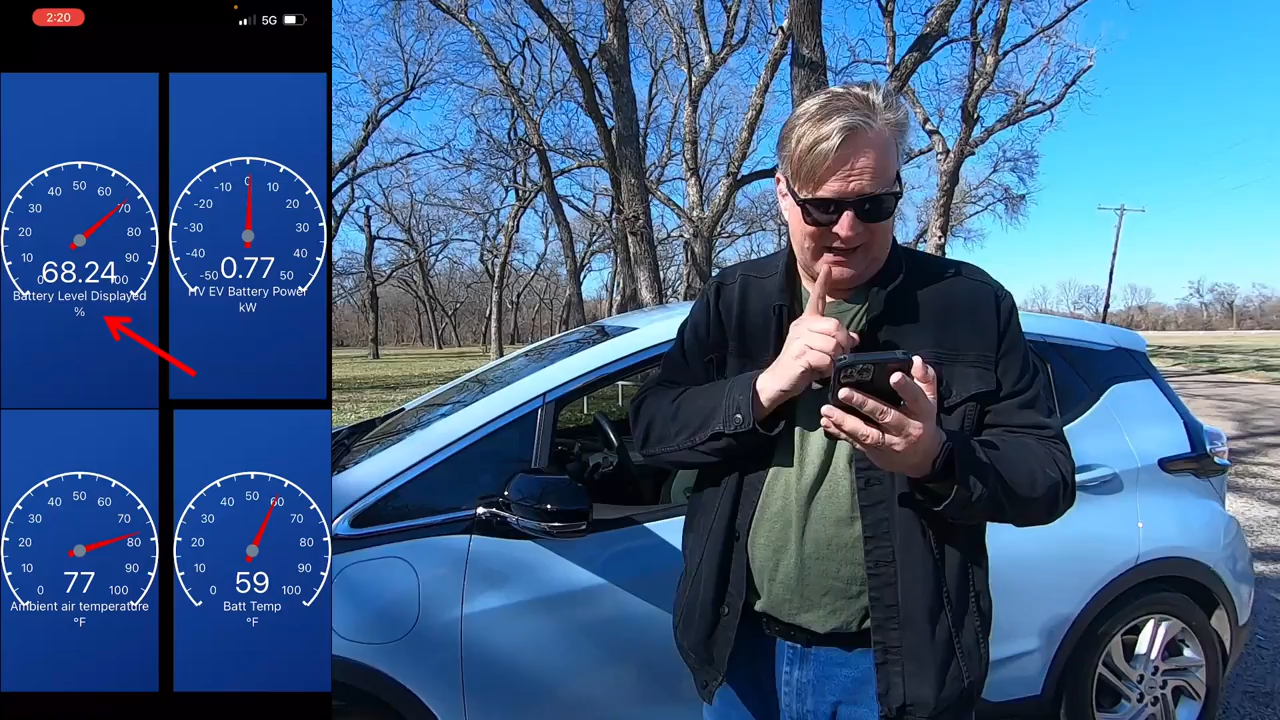 2:20
5G
0 10 20 30 40 50 60 70 80 90 100
68.24
Battery Level Displayed
%
-50 -40 -30 -20 -10 0 10 20 30 40 50
0.77
HV EV Battery Power
kW
0 10 20 30 40 50 60 70 80 90 100
77
Ambient air temperature
°F
0 10 20 30 40 50 60 70 80 90 100
59
Batt Temp
°F